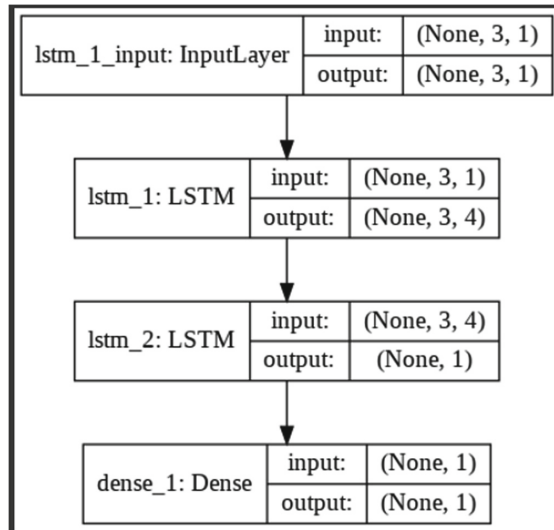 lstm_1_input: InputLayer
input: (None, 3, 1)
output: (None, 3, 1)
lstm_1: LSTM
input: (None, 3, 1)
output: (None, 3, 4)
lstm_2: LSTM
input: (None, 3, 4)
output: (None, 1)
dense_1: Dense
input: (None, 1)
output: (None, 1)